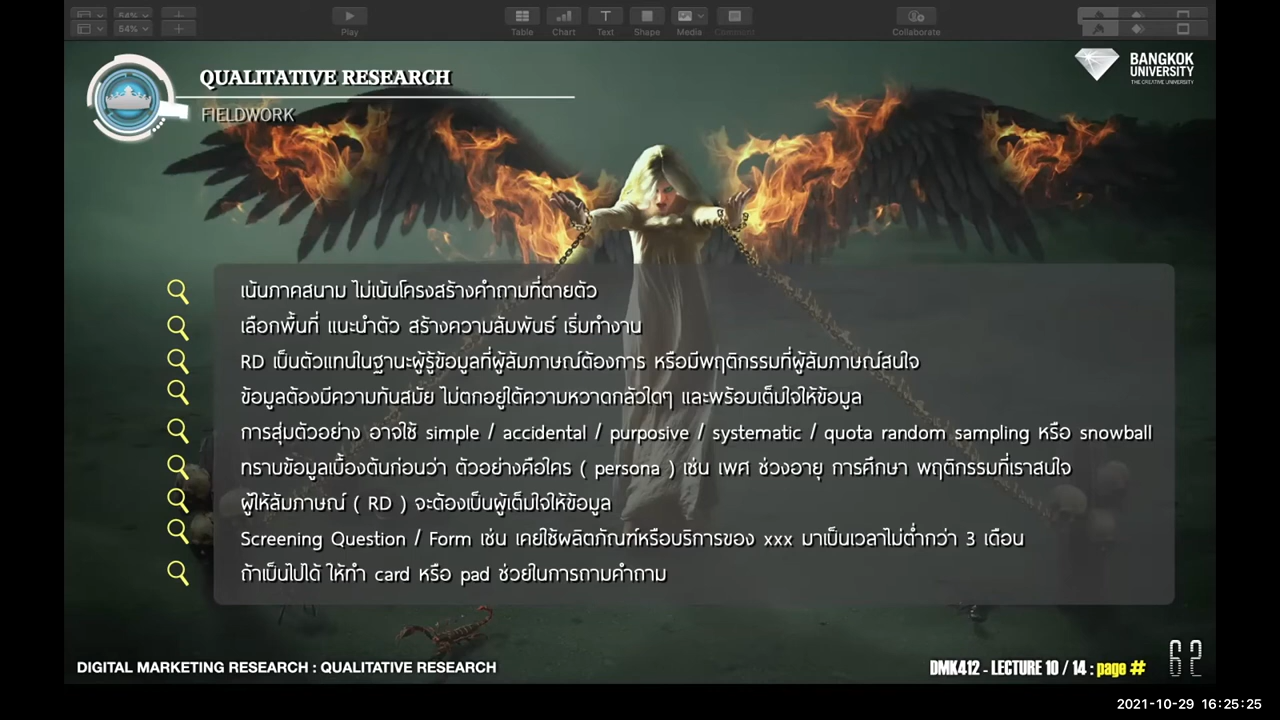 54%
54%
Play
Table
Chart
Text
Shape
Media
Comment
Collaborate
QUALITATIVE RESEARCH
FIELDWORK
BANGKOK
UNIVERSITY
THE CREATIVE UNIVERSITY
เน้นภาคสนาม ไม่เน้นโครงสร้างคำถามที่ตายตัว
เลือกพื้นที่ แนะนำตัว สร้างความสัมพันธ์ เริ่มทำงาน
RD เป็นตัวแทนในฐานะผู้รู้ข้อมูลที่ผู้สัมภาษณ์ต้องการ หรือมีพฤติกรรมที่ผู้สัมภาษณ์สนใจ
ข้อมูลต้องมีความทันสมัย ไม่ตกอยู่ใต้ความหวาดกลัวใดๆ และพร้อมเต็มใจให้ข้อมูล
การสุ่มตัวอย่าง อาจใช้ simple / accidental / purposive / systematic / quota random sampling หรือ snowball
ทราบข้อมูลเบื้องต้นก่อนว่า ตัวอย่างคือใคร ( persona ) เช่น เพศ ช่วงอายุ การศึกษา พฤติกรรมที่เราสนใจ
ผู้ให้สัมภาษณ์ ( RD ) จะต้องเป็นผู้เต็มใจให้ข้อมูล
Screening Question / Form เช่น เคยใช้ผลิตภัณฑ์หรือบริการของ xxx มาเป็นเวลาไม่ต่ำกว่า 3 เดือน
ถ้าเป็นไปได้ ให้ทำ card หรือ pad ช่วยในการถามคำถาม
DIGITAL MARKETING RESEARCH : QUALITATIVE RESEARCH
DMK412 - LECTURE 10 / 14 : page # 62
2021-10-29 16:25:25